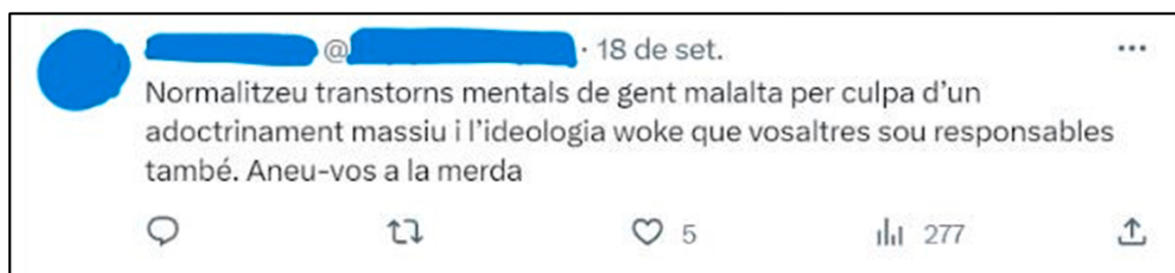 @ · 18 de set.
Normalitzeu transtorns mentals de gent malalta per culpa d'un
adoctrinament massiu i l'ideologia woke que vosaltres sou responsables
també. Aneu-vos a la merda
5 277